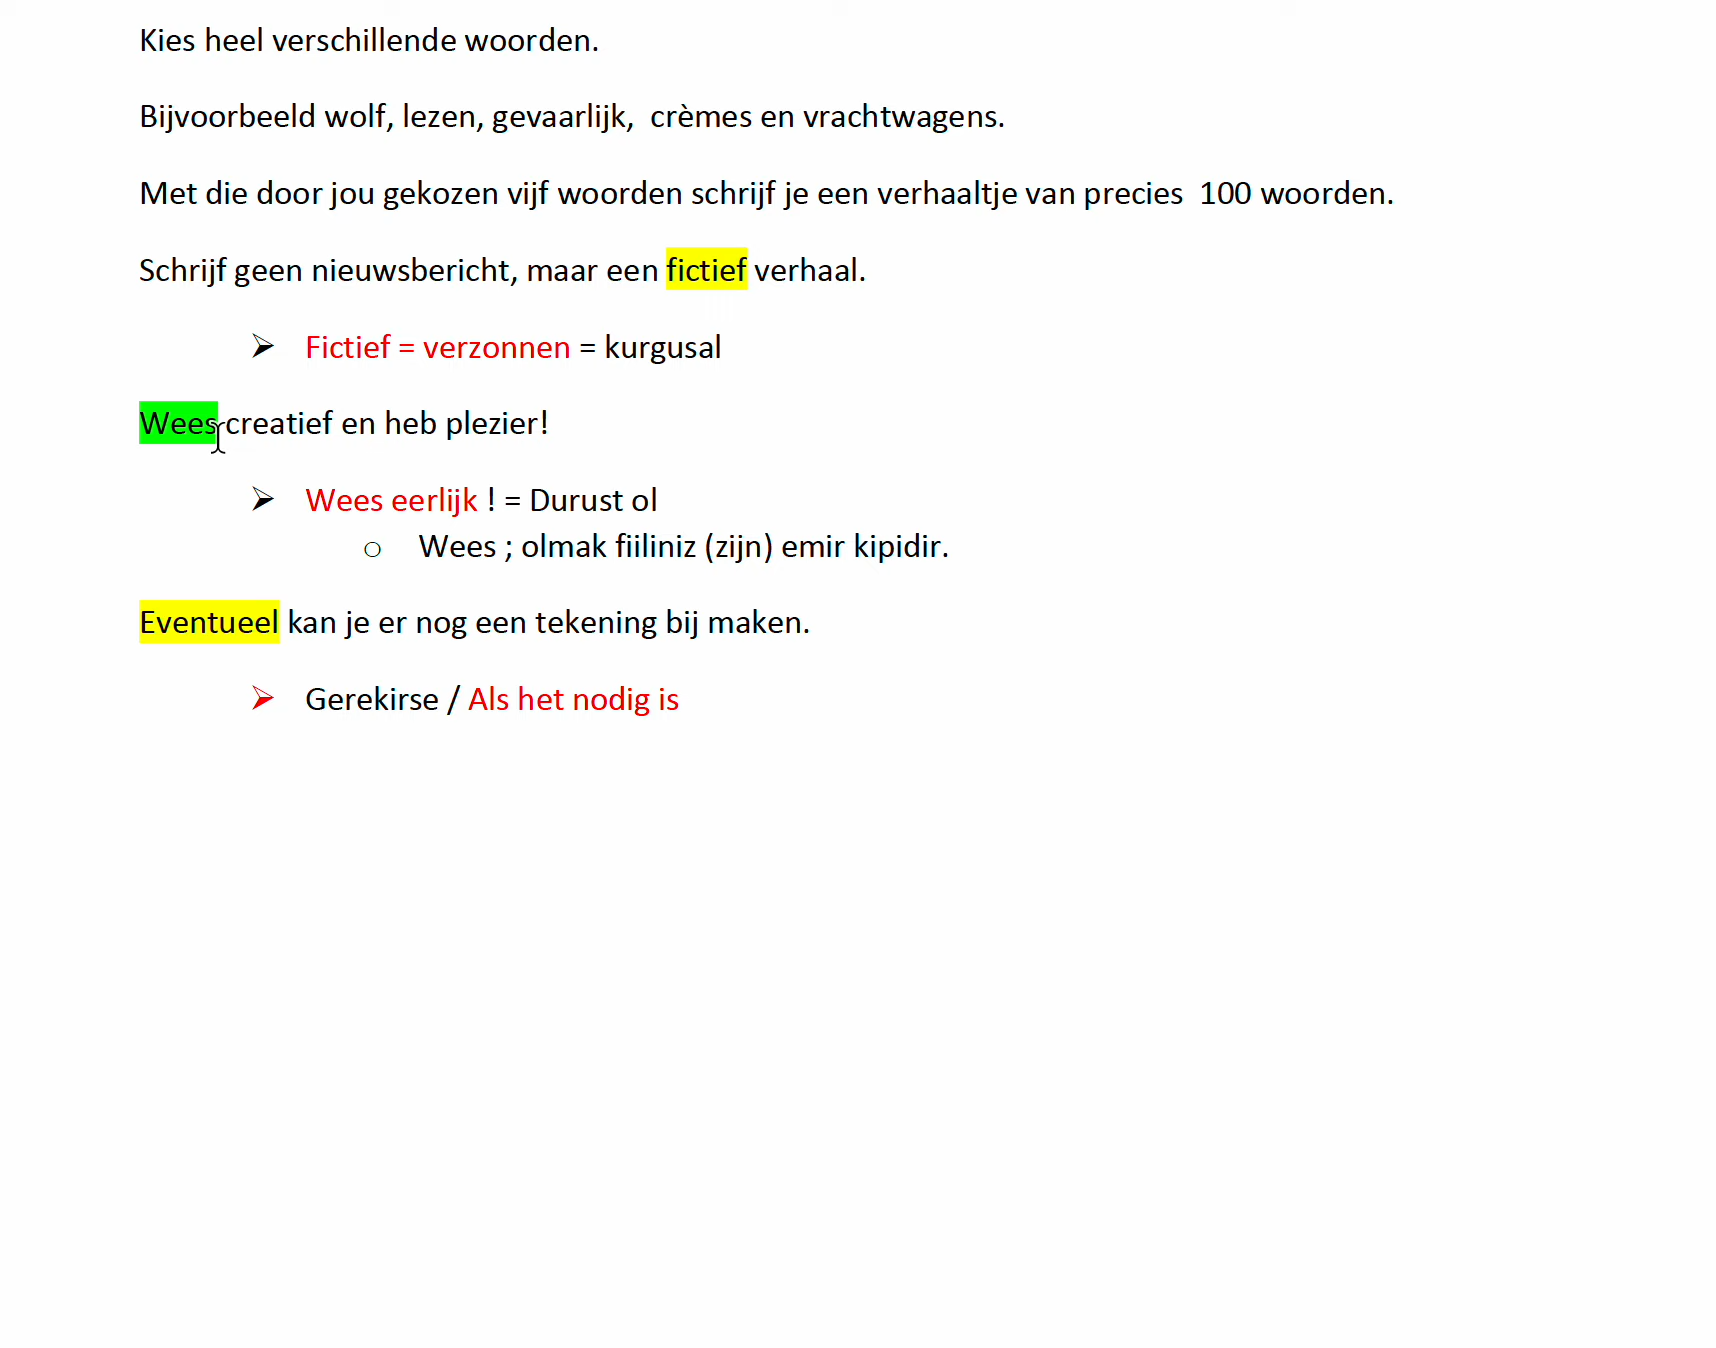 Kies heel verschillende woorden.
Bijvoorbeeld wolf, lezen, gevaarlijk,  crèmes en vrachtwagens.
Met die door jou gekozen vijf woorden schrijf je een verhaaltje van precies  100 woorden.
Schrijf geen nieuwsbericht, maar een fictief verhaal.
➢ Fictief = verzonnen = kurgusal
Wees creatief en heb plezier!
➢ Wees eerlijk ! = Durust ol
o Wees ; olmak fiiliniz (zijn) emir kipidir.
Eventueel kan je er nog een tekening bij maken.
➢ Gerekirse / Als het nodig is